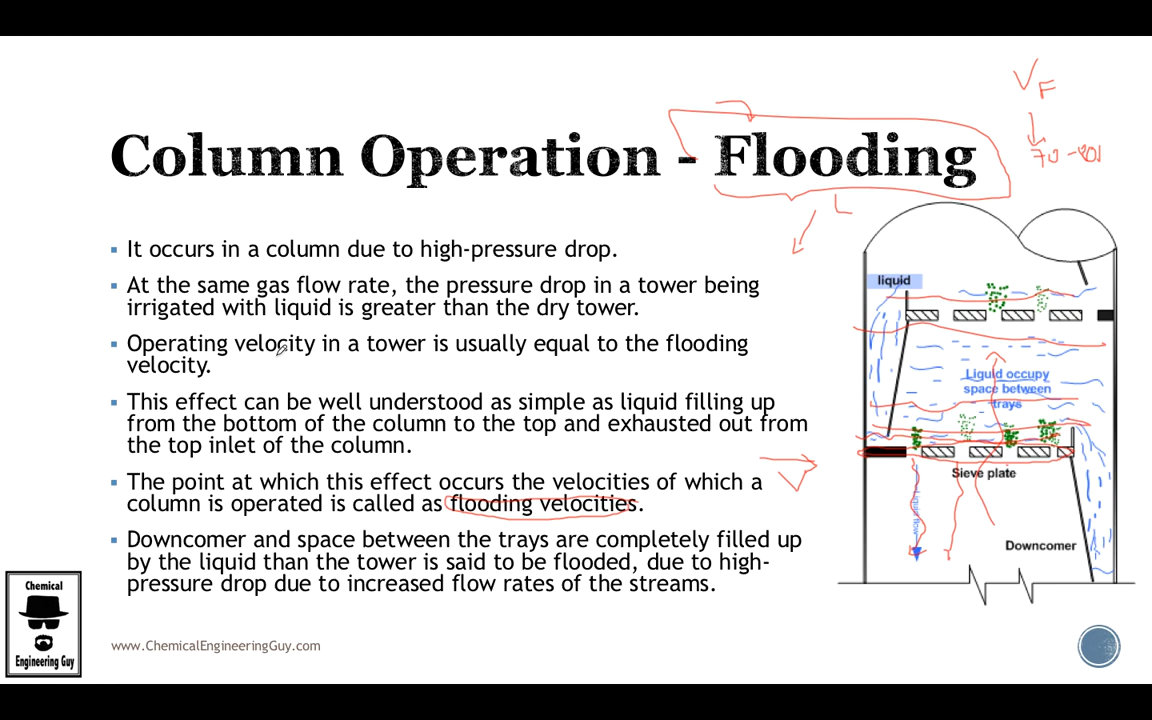 V_F
70-80%
Column Operation - Flooding
L
▪ It occurs in a column due to high-pressure drop.
▪ At the same gas flow rate, the pressure drop in a tower being
irrigated with liquid is greater than the dry tower.
▪ Operating velocity in a tower is usually equal to the flooding
velocity.
▪ This effect can be well understood as simple as liquid filling up
from the bottom of the column to the top and exhausted out from
the top inlet of the column.
▪ The point at which this effect occurs the velocities of which a
column is operated is called as flooding velocities.
▪ Downcomer and space between the trays are completely filled up
by the liquid than the tower is said to be flooded, due to high-
pressure drop due to increased flow rates of the streams.
liquid
Liquid occupy
space between
trays
Sieve plate
V
Liquid flow
Downcomer
Chemical
Engineering Guy
www.ChemicalEngineeringGuy.com